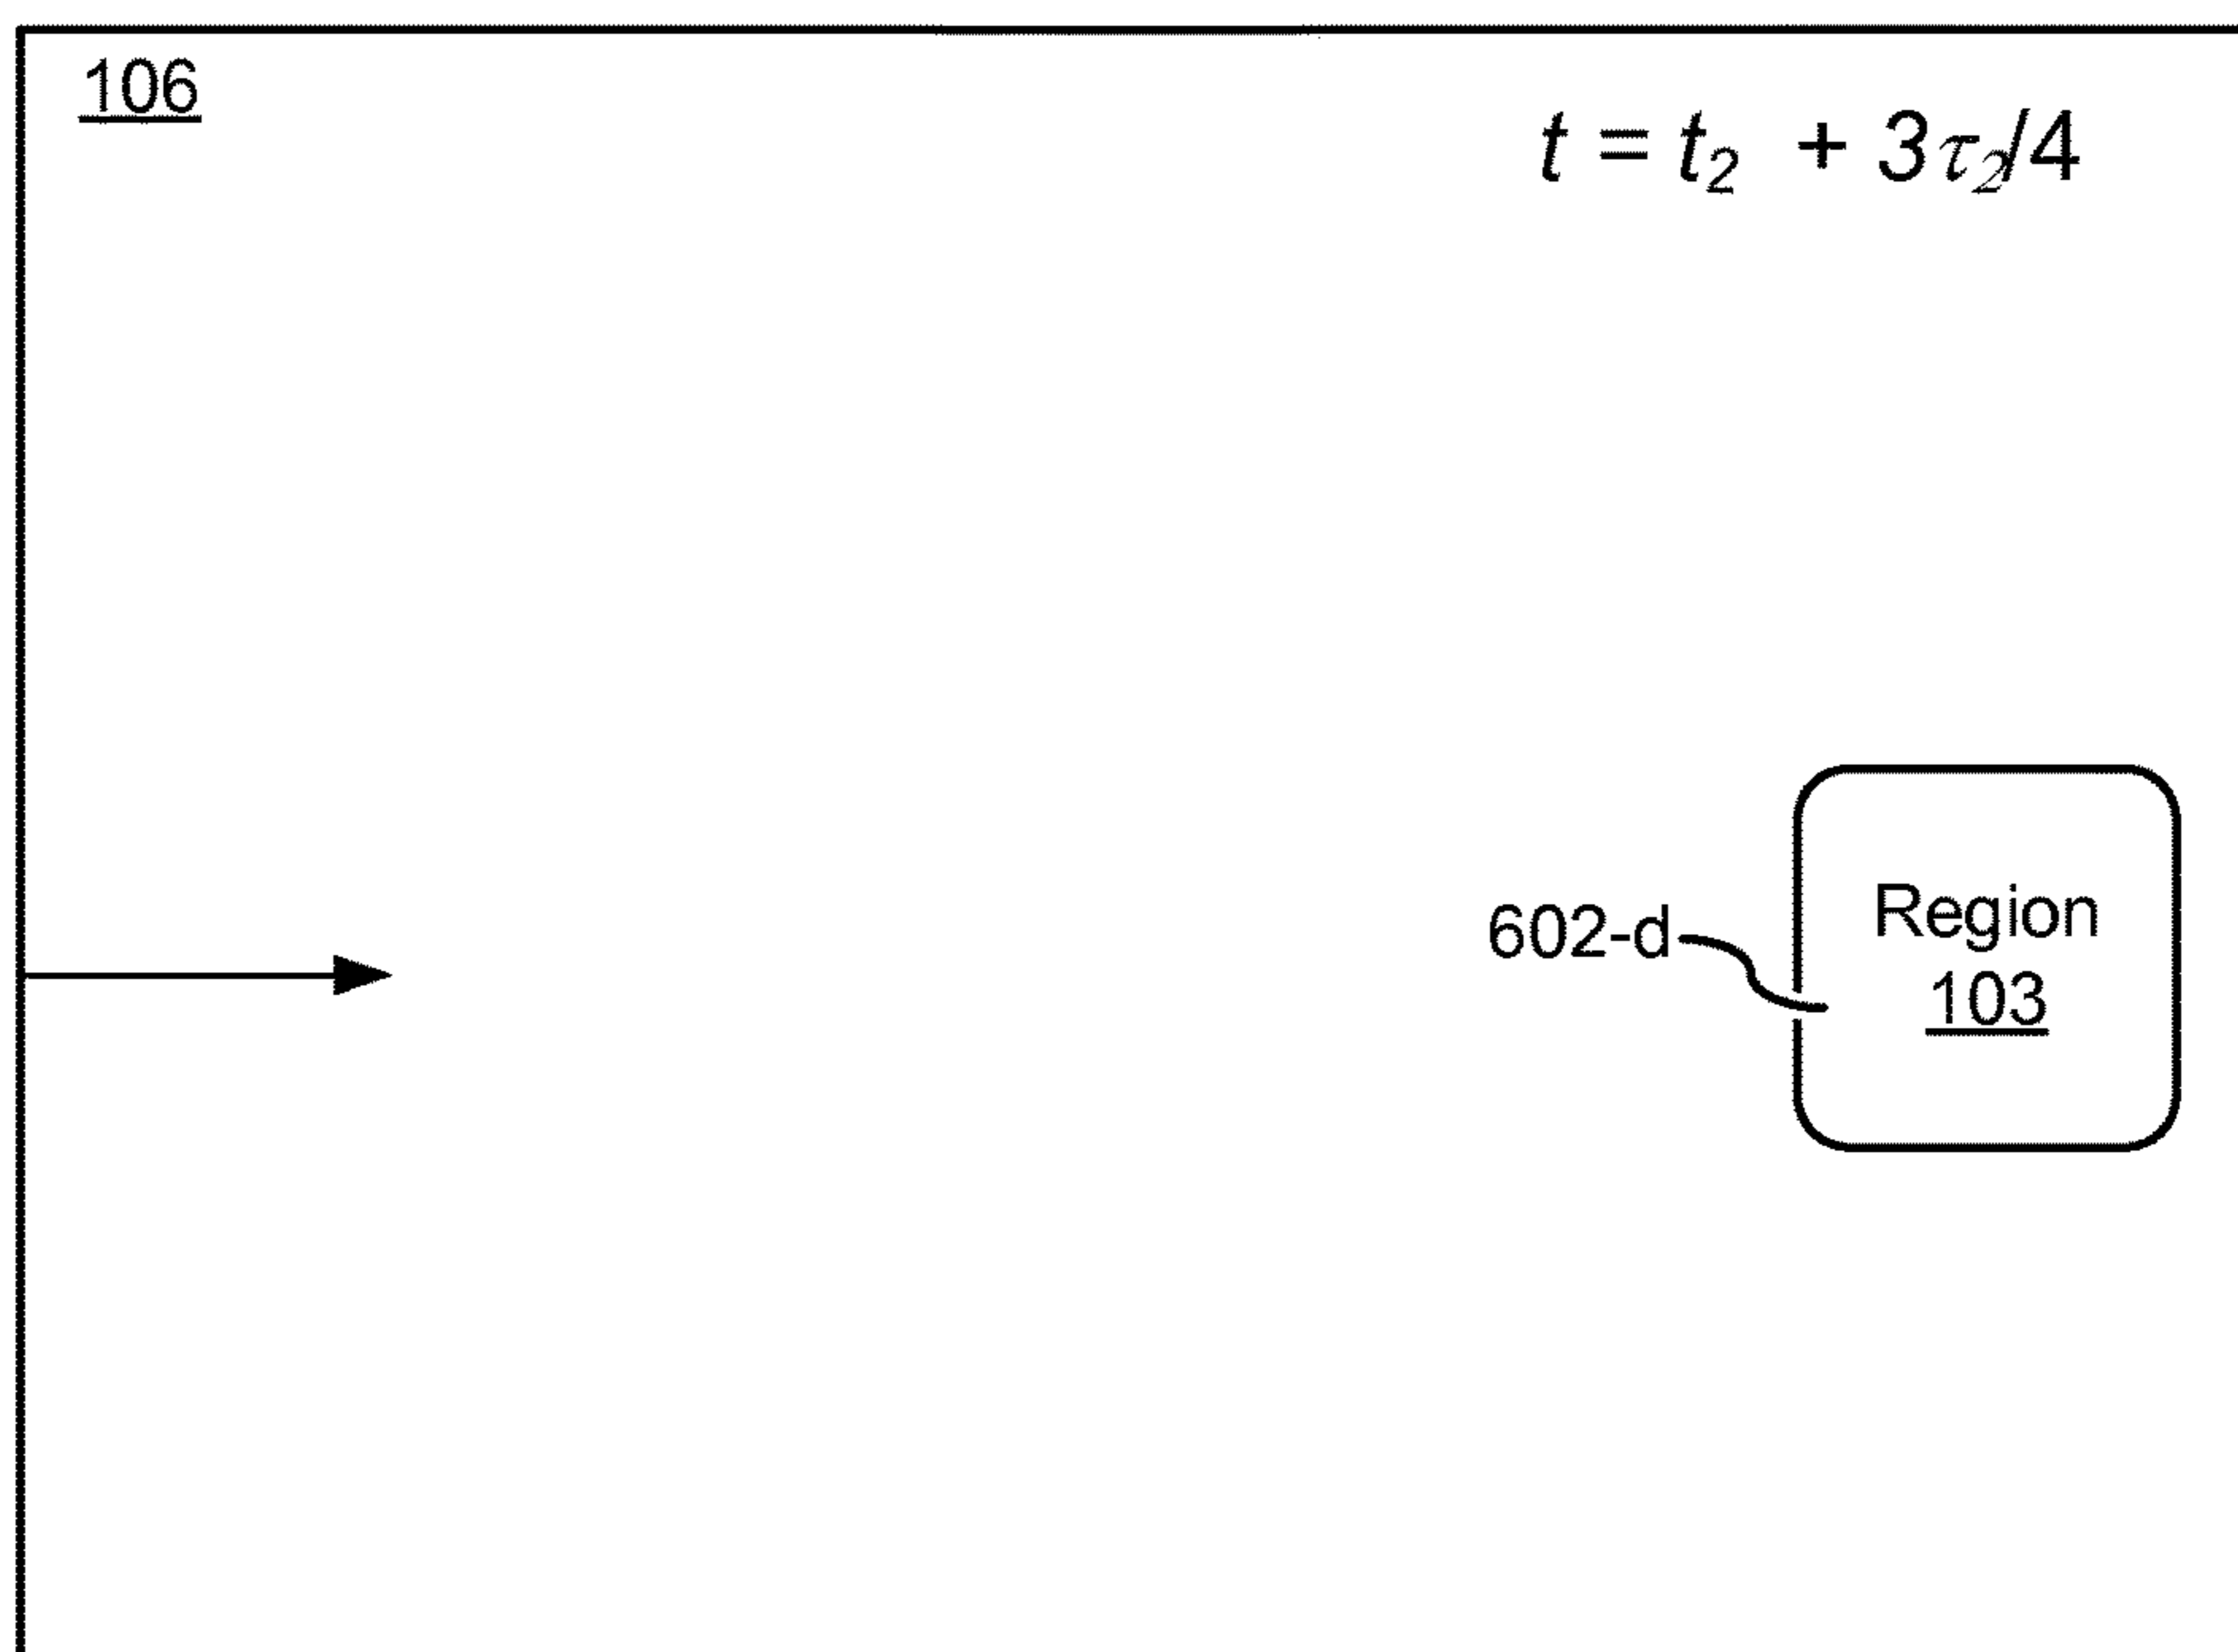 106
t = t₂ + 3τ₂/4
602-d
Region
103